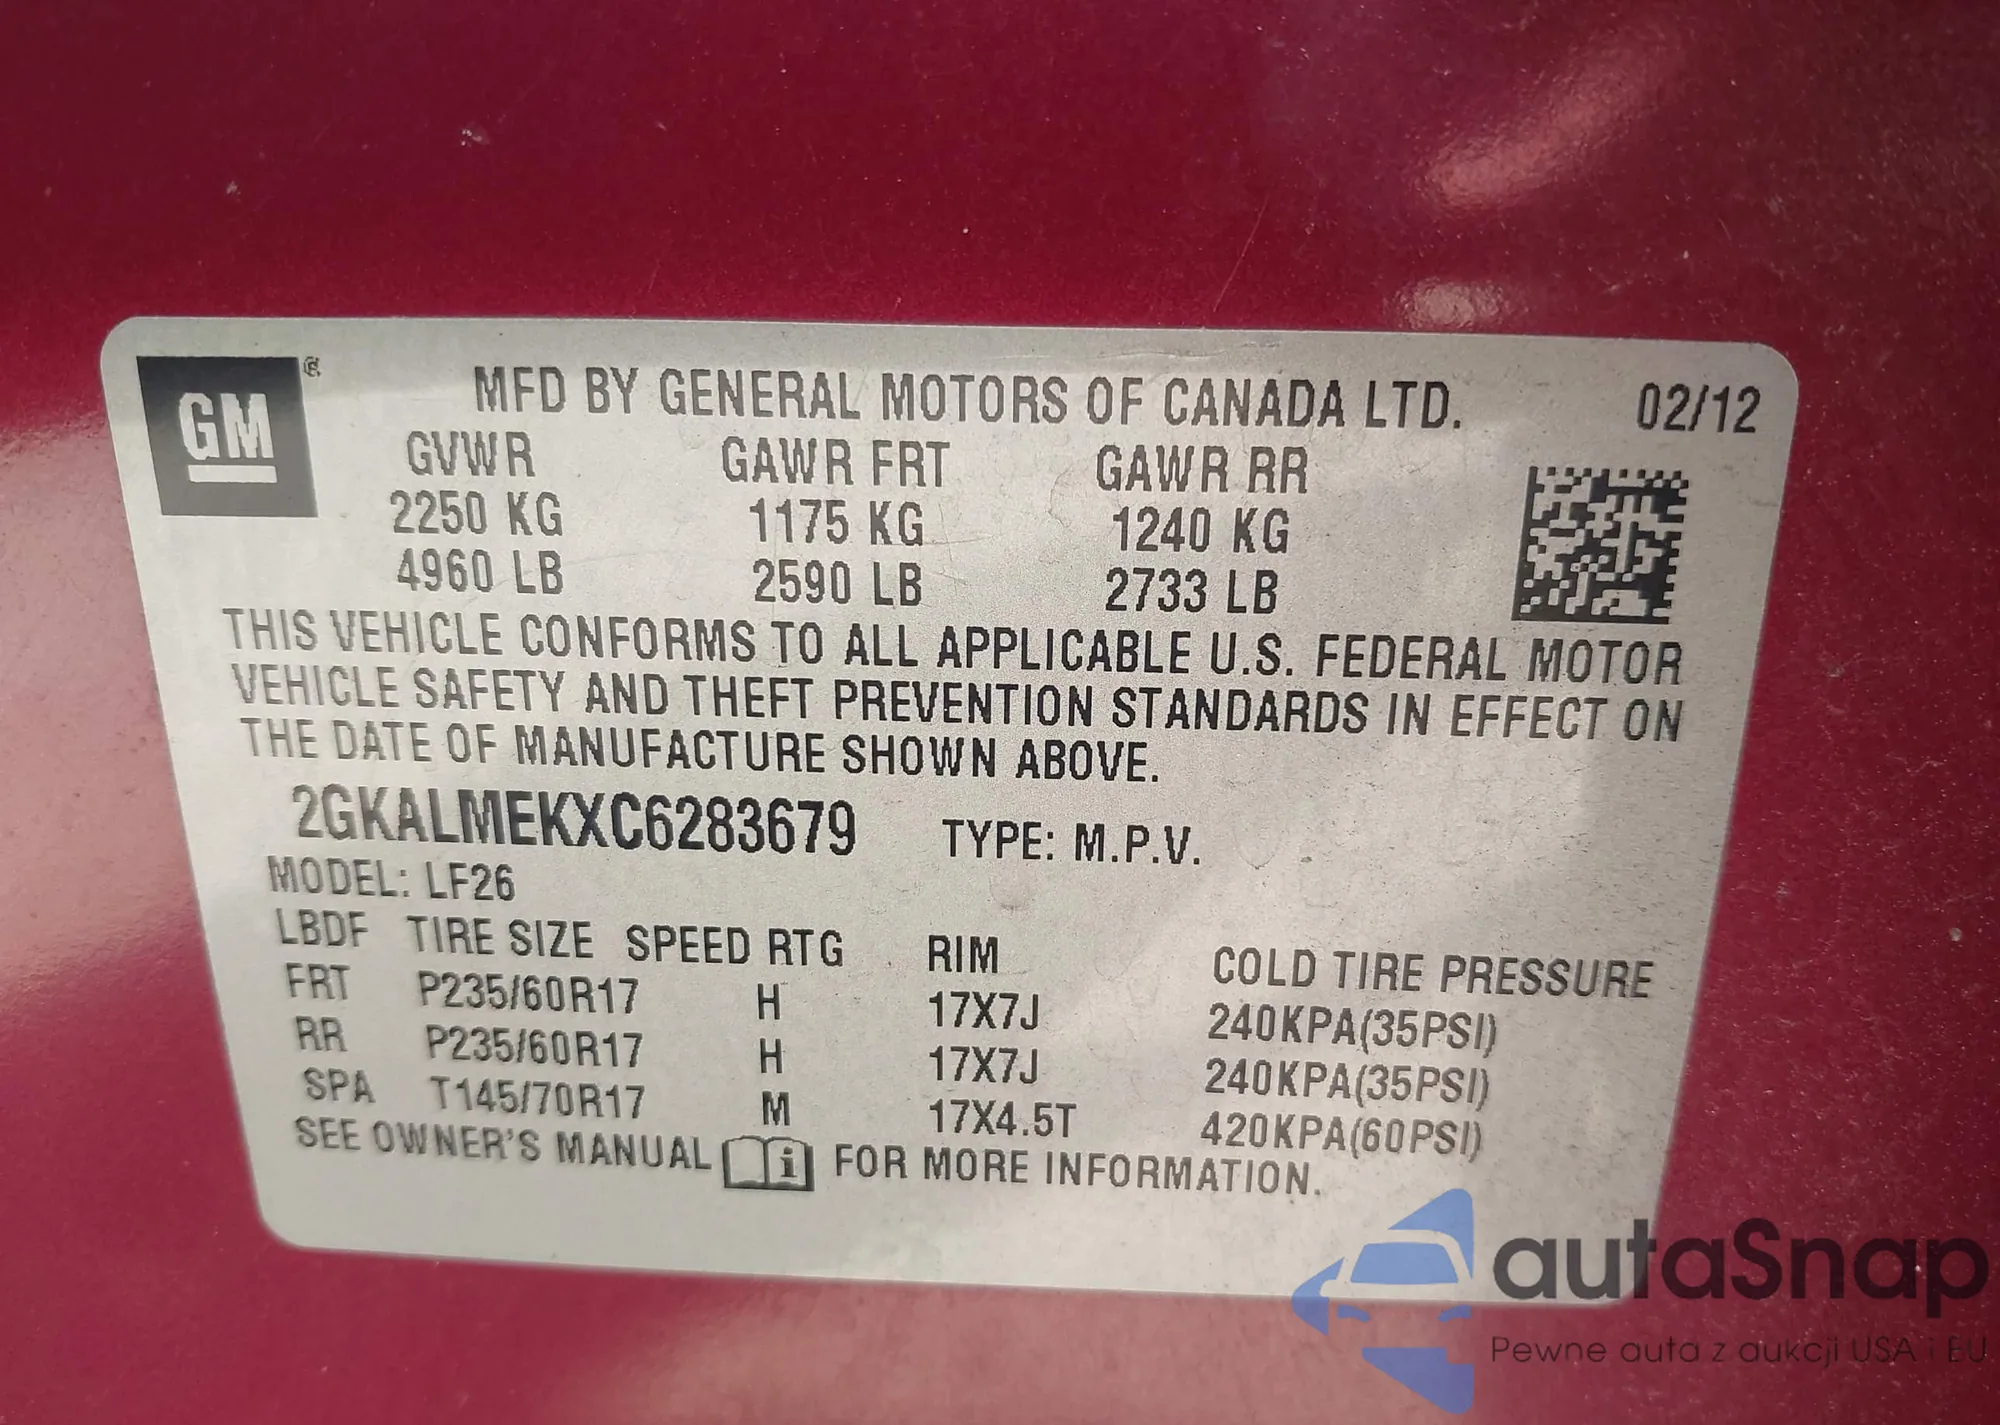 GM ®
MFD BY GENERAL MOTORS OF CANADA LTD. 02/12
GVWR GAWR FRT GAWR RR
2250 KG 1175 KG 1240 KG
4960 LB 2590 LB 2733 LB
THIS VEHICLE CONFORMS TO ALL APPLICABLE U.S. FEDERAL MOTOR
VEHICLE SAFETY AND THEFT PREVENTION STANDARDS IN EFFECT ON
THE DATE OF MANUFACTURE SHOWN ABOVE.
2GKALMEKXC6283679 TYPE: M.P.V.
MODEL: LF26
LBDF TIRE SIZE SPEED RTG RIM COLD TIRE PRESSURE
FRT P235/60R17 H 17X7J 240KPA(35PSI)
RR P235/60R17 H 17X7J 240KPA(35PSI)
SPA T145/70R17 M 17X4.5T 420KPA(60PSI)
SEE OWNER'S MANUAL i FOR MORE INFORMATION.
autaSnap
Pewne auta z aukcji USA i EU